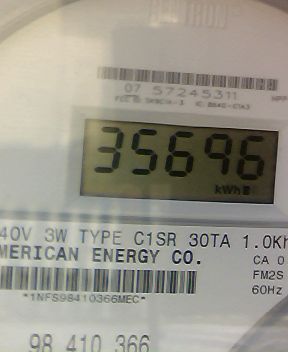 CENTRON
07 57245311
35696
kWh
40V 3W TYPE C1SR 30TA 1.0Kh
MERICAN ENERGY CO.
CA 0
FM2S
60Hz
*1NFS98410366MEC*
98 410 366